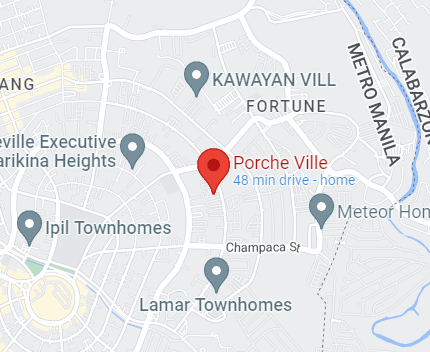 KAWAYAN VILL
ANG
FORTUNE
METRO MANILA
CALABARZON
eville Executive
arikina Heights
Porche Ville
48 min drive - home
Meteor Hom
Ipil Townhomes
Champaca St
Lamar Townhomes